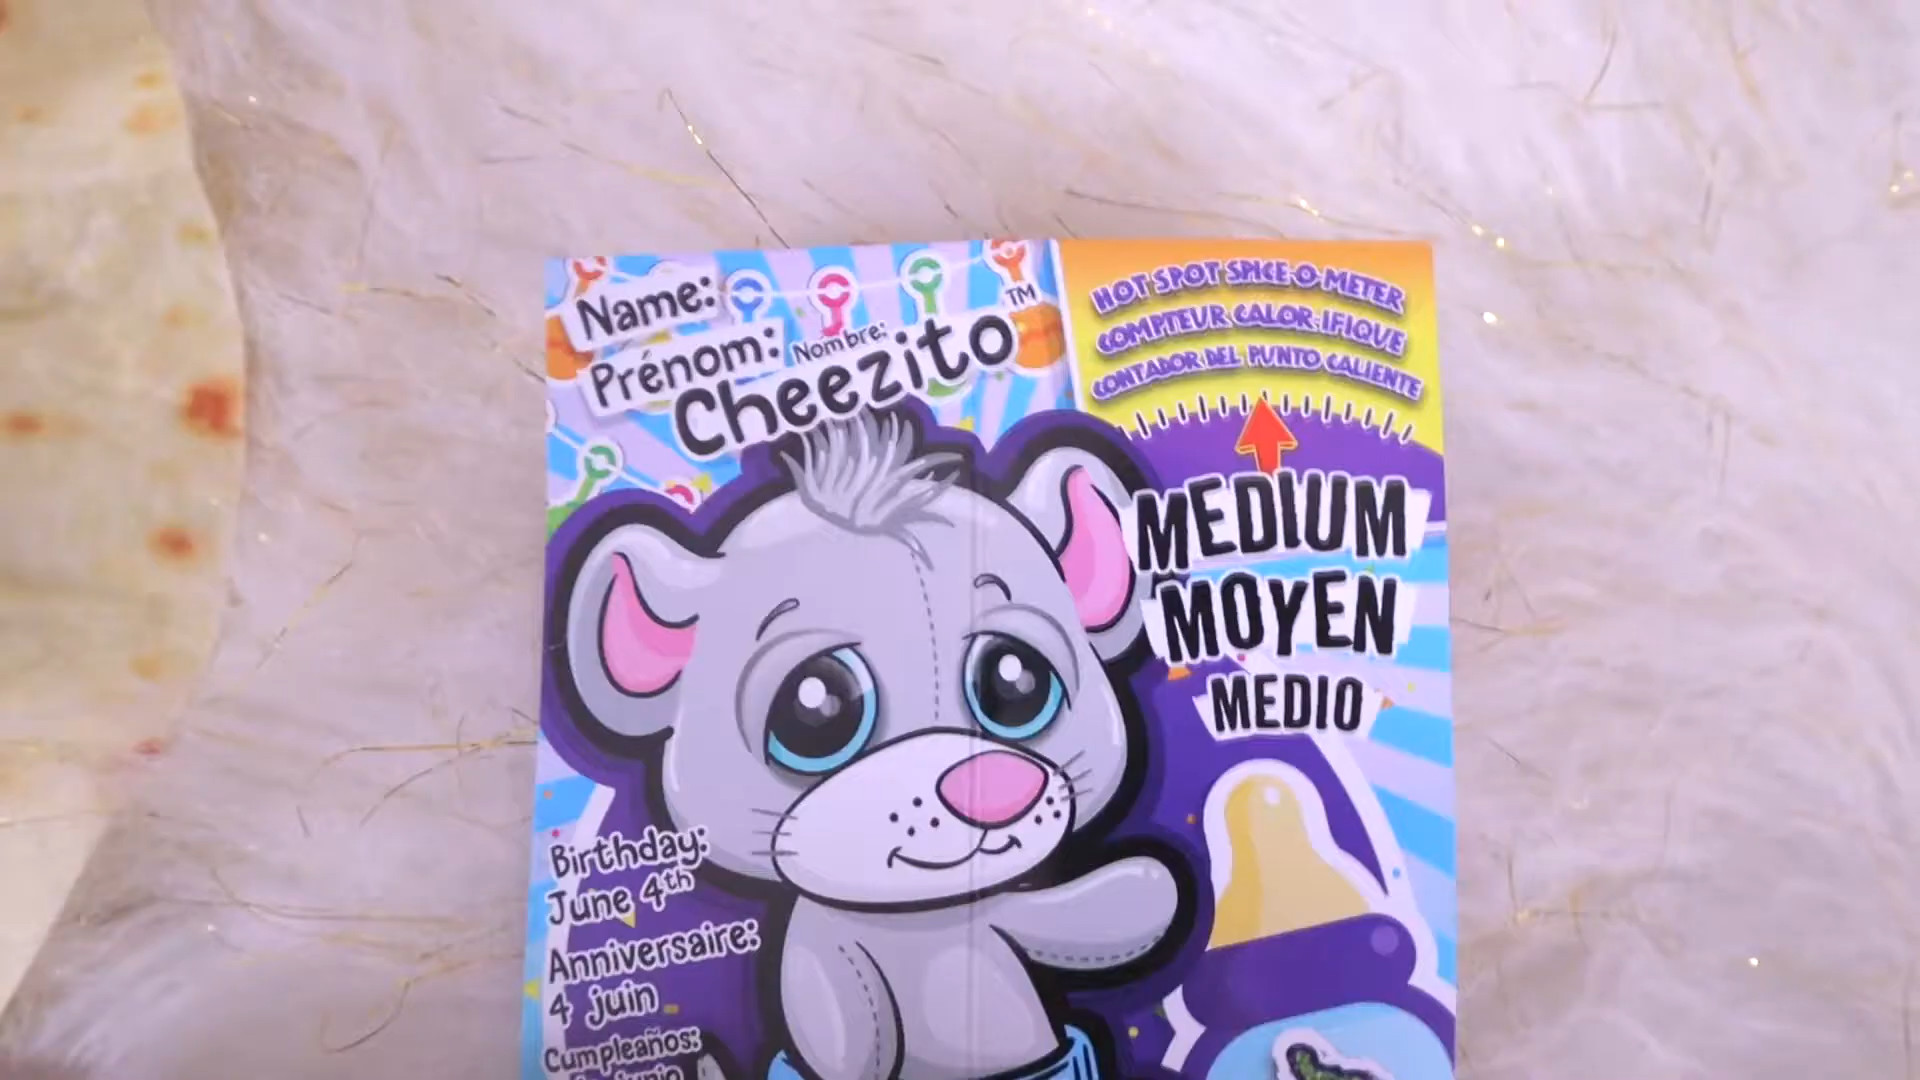 Name:
Prénom: Nombre:
Cheezito™
HOT SPOT SPICE-O-METER
COMPTEUR CALOR-IFIQUE
CONTADOR DEL PUNTO CALIENTE
MEDIUM
MOYEN
MEDIO
Birthday:
June 4th
Anniversaire:
4 juin
Cumpleaños:
junio